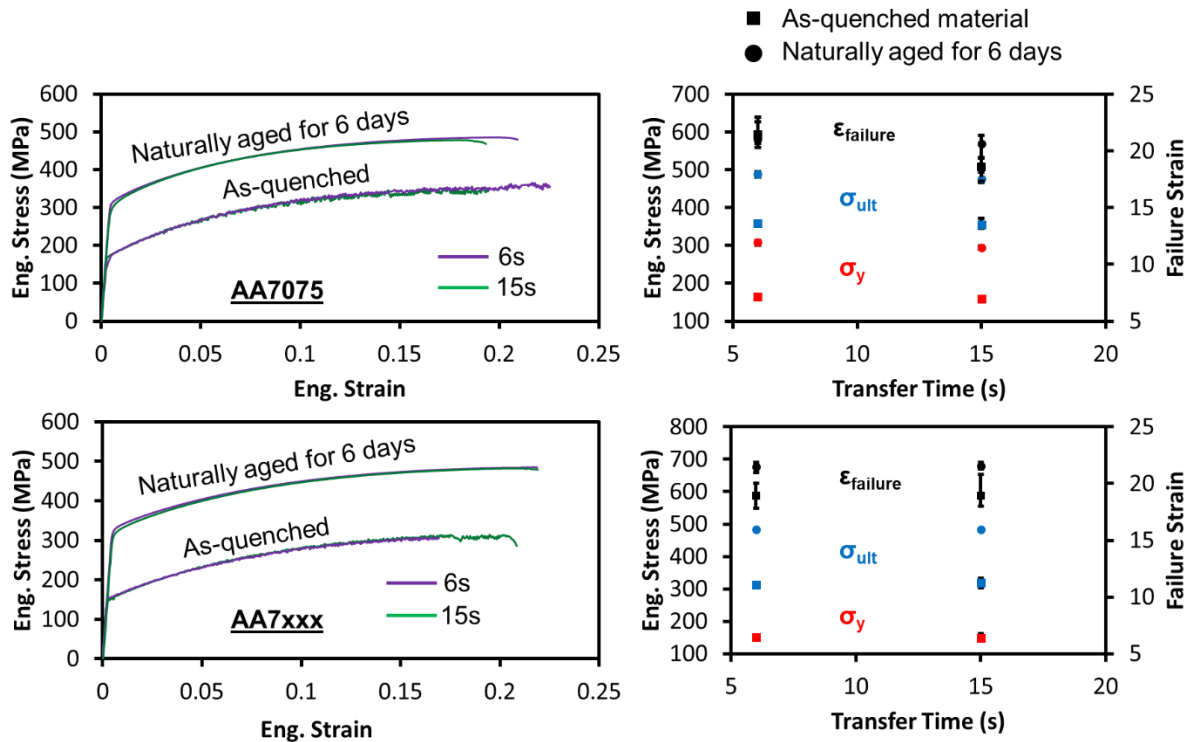 As-quenched material
Naturally aged for 6 days
600
500
400
300
200
100
0
Eng. Stress (MPa)
Naturally aged for 6 days
As-quenched
6s
15s
AA7075
0
0.05
0.1
0.15
0.2
0.25
Eng. Strain
700
600
500
400
300
200
100
Eng. Stress (MPa)
εfailure
σult
σy
25
20
15
10
5
Failure Strain
5
10
15
20
Transfer Time (s)
600
500
400
300
200
100
0
Eng. Stress (MPa)
Naturally aged for 6 days
As-quenched
6s
15s
AA7xxx
0
0.05
0.1
0.15
0.2
0.25
Eng. Strain
800
700
600
500
400
300
200
100
Eng. Stress (MPa)
εfailure
σult
σy
25
20
15
10
5
Failure Strain
5
10
15
20
Transfer Time (s)